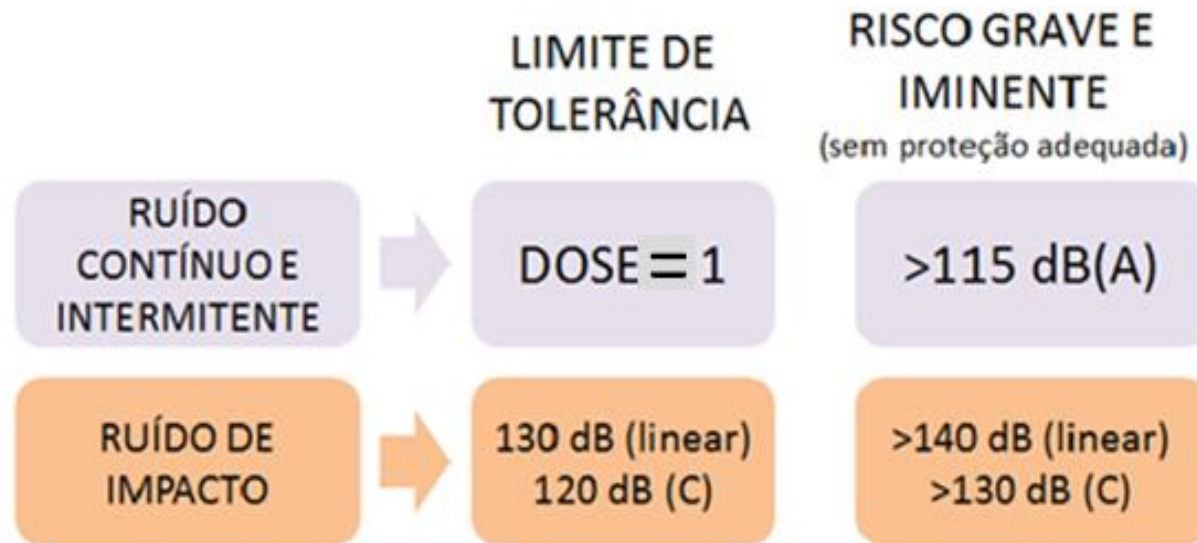 LIMITE DE
TOLERÂNCIA
RISCO GRAVE E
IMINENTE
(sem proteção adequada)
RUÍDO
CONTÍNUO E
INTERMITENTE
DOSE = 1
>115 dB(A)
RUÍDO DE
IMPACTO
130 dB (linear)
120 dB (C)
>140 dB (linear)
>130 dB (C)